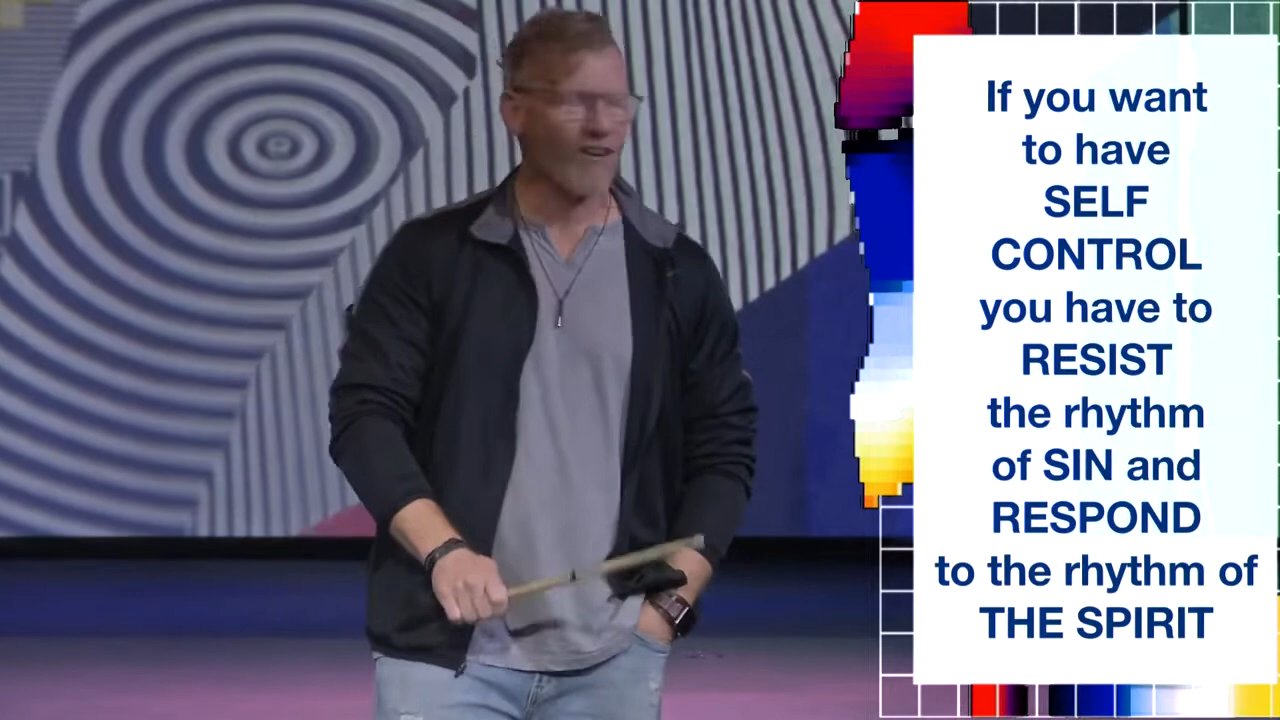 If you want
to have
SELF
CONTROL
you have to
RESIST
the rhythm
of SIN and
RESPOND
to the rhythm of
THE SPIRIT